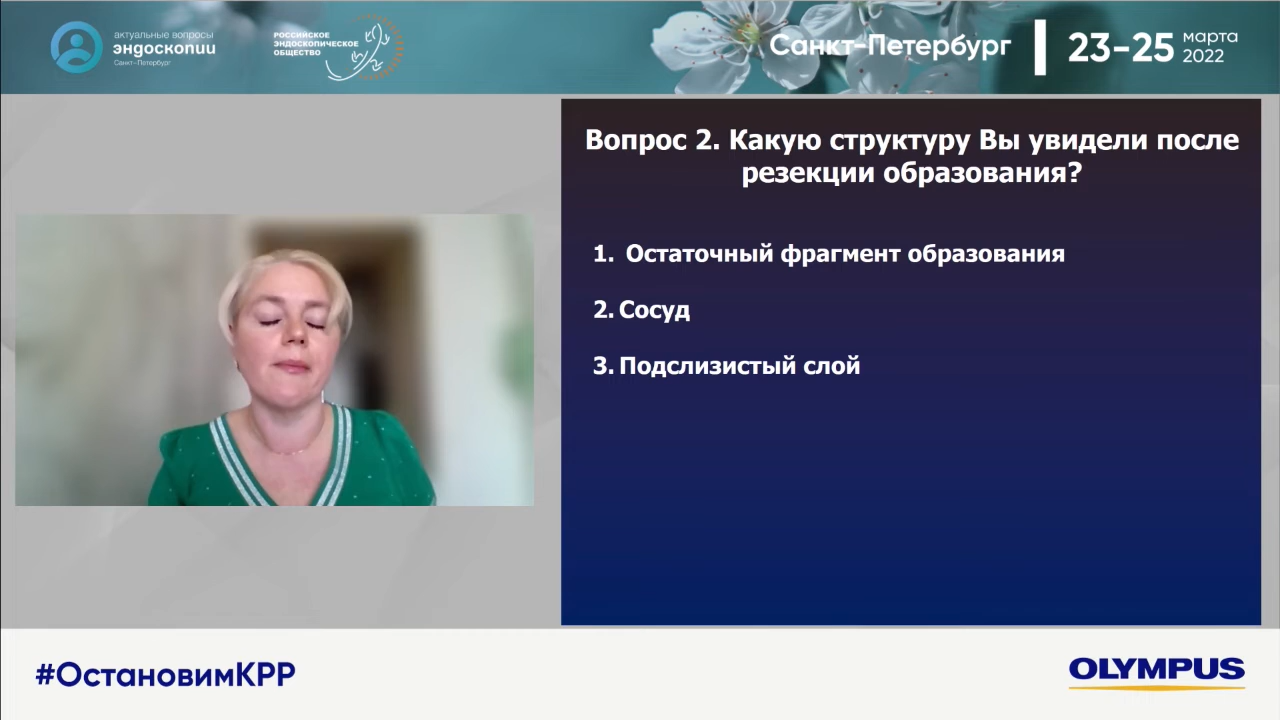 актуальные вопросы
эндоскопии
Санкт-Петербург
РОССИЙСКОЕ
ЭНДОСКОПИЧЕСКОЕ
ОБЩЕСТВО
Санкт-Петербург
23-25 марта
2022
Вопрос 2. Какую структуру Вы увидели после
резекции образования?
1. Остаточный фрагмент образования
2. Сосуд
3. Подслизистый слой
#ОстановимКРР
OLYMPUS